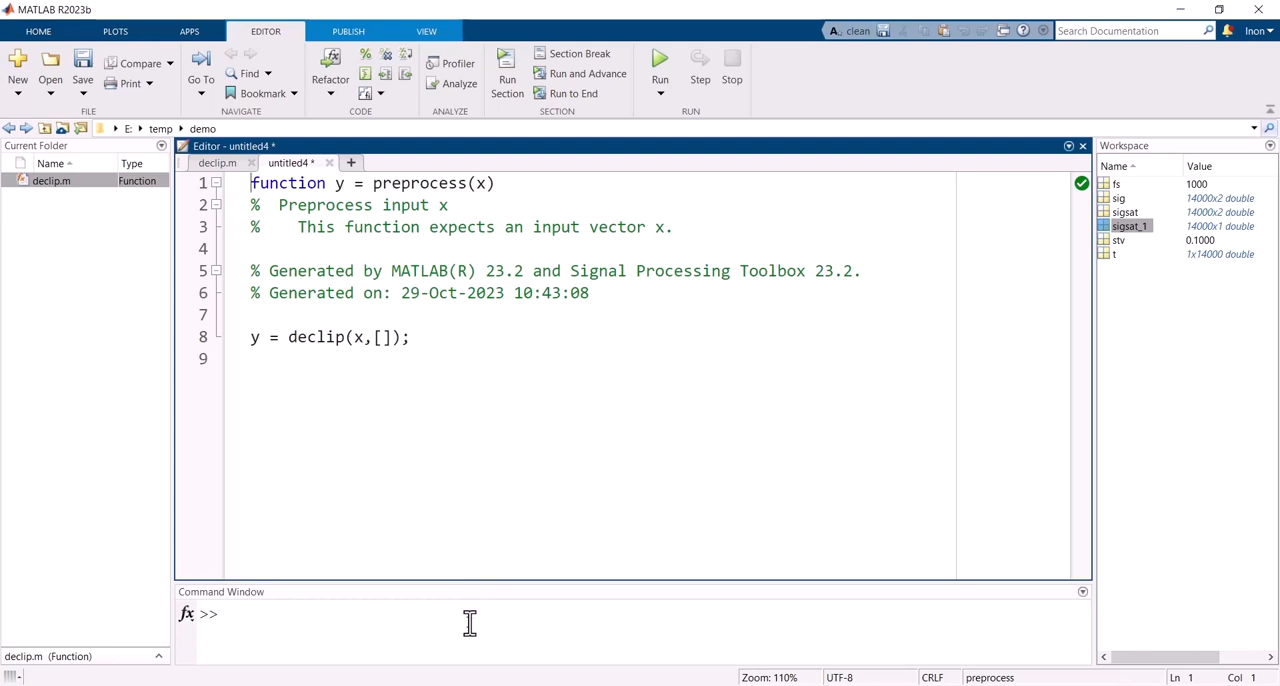 MATLAB R2023b
HOME PLOTS APPS EDITOR PUBLISH VIEW
clean Search Documentation Inon
New Open Save Compare Print
FILE
Go To Find Bookmark
NAVIGATE
Refactor
CODE
Profiler Analyze
ANALYZE
Run Section Section Break Run and Advance Run to End
SECTION
Run Step Stop
RUN
E: temp demo
Current Folder
Name Type
declip.m Function
declip.m (Function)
Editor - untitled4 *
declip.m untitled4 *
1 function y = preprocess(x)
2 % Preprocess input x
3 % This function expects an input vector x.
4
5 % Generated by MATLAB(R) 23.2 and Signal Processing Toolbox 23.2.
6 % Generated on: 29-Oct-2023 10:43:08
7
8 y = declip(x,[]);
9
Command Window
fx >>
Workspace
Name Value
fs 1000
sig 14000x2 double
sigsat 14000x2 double
sigsat_1 14000x1 double
stv 0.1000
t 1x14000 double
Zoom: 110% UTF-8 CRLF preprocess Ln 1 Col 1